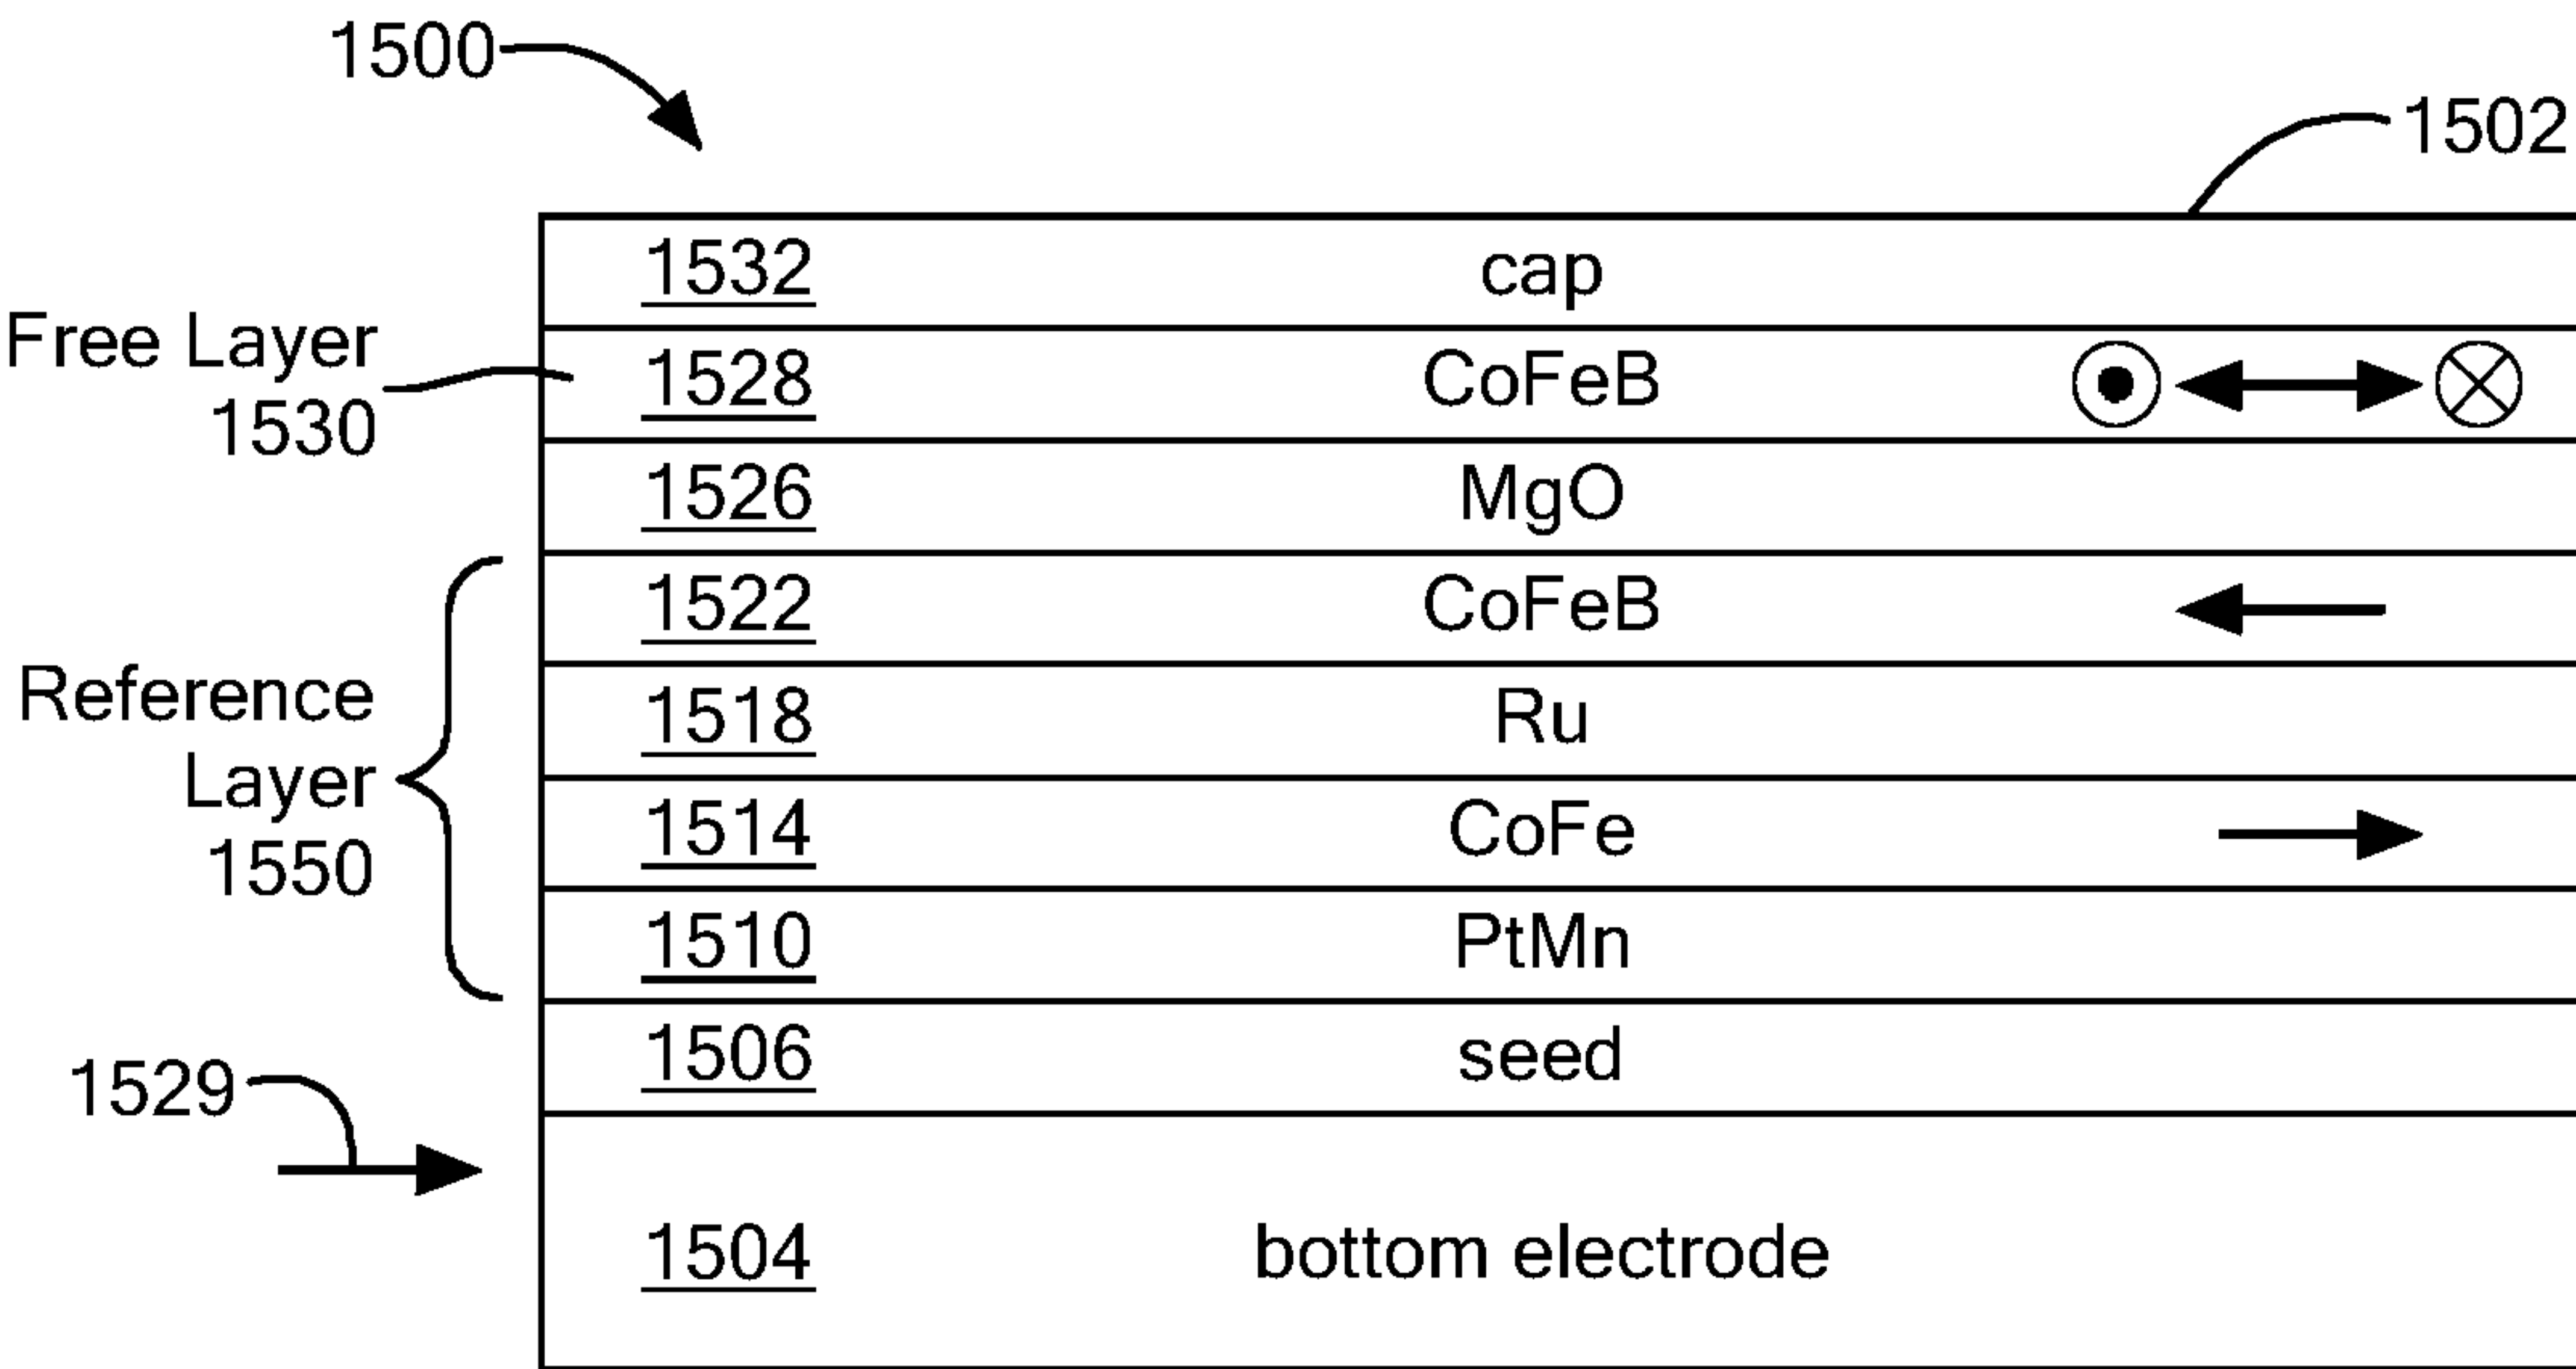 1500
1502
1532 cap
Free Layer
1530
1528 CoFeB
1526 MgO
1522 CoFeB
Reference
Layer
1550
1518 Ru
1514 CoFe
1510 PtMn
1506 seed
1529
1504 bottom electrode